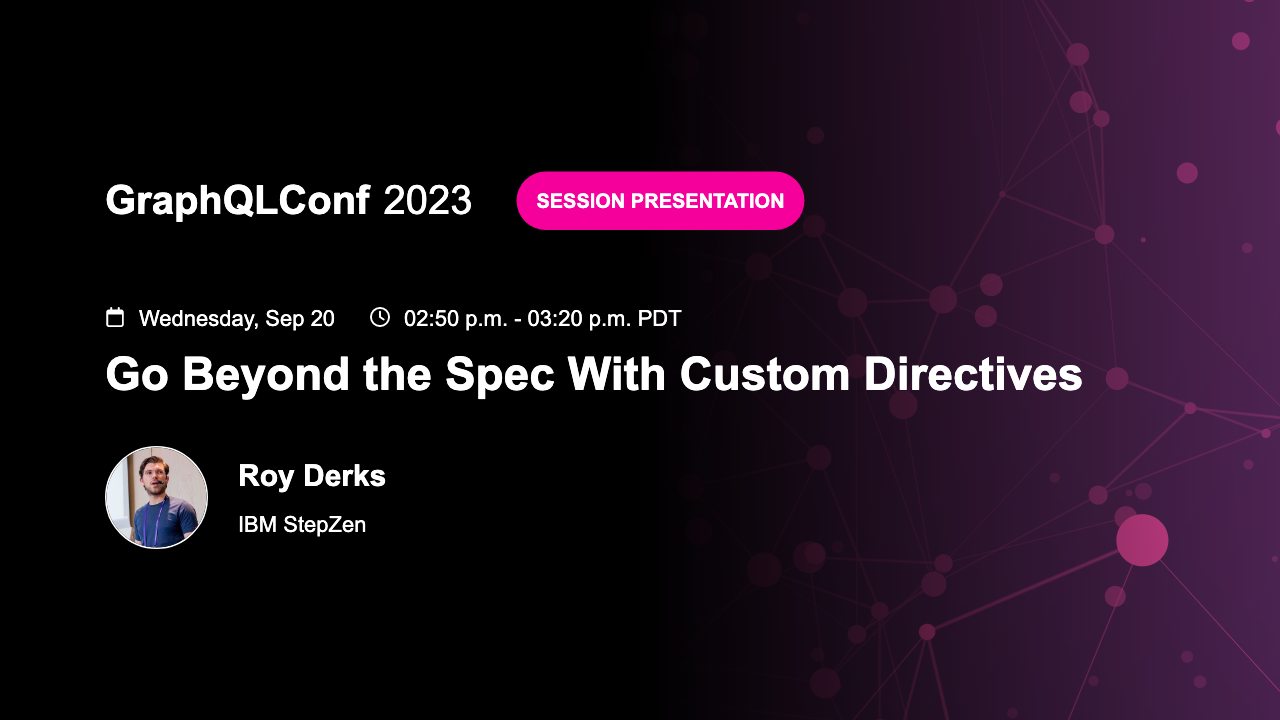 GraphQLConf 2023
SESSION PRESENTATION
Wednesday, Sep 20 02:50 p.m. - 03:20 p.m. PDT
Go Beyond the Spec With Custom Directives
Roy Derks
IBM StepZen